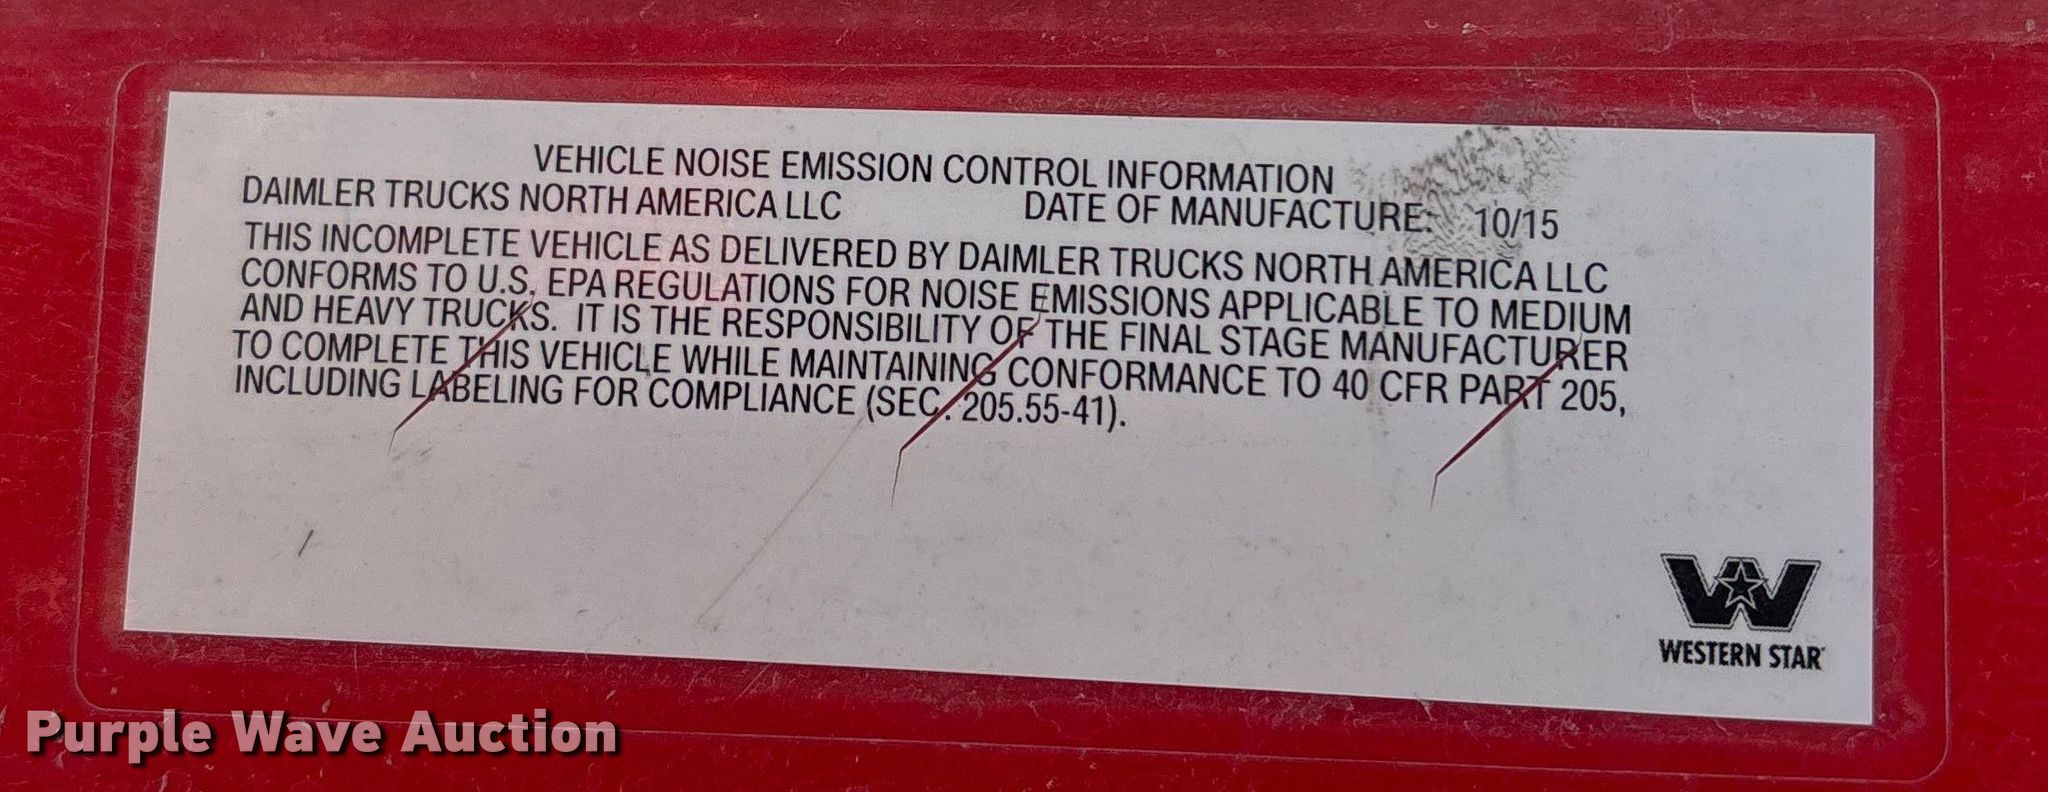 VEHICLE NOISE EMISSION CONTROL INFORMATION
DAIMLER TRUCKS NORTH AMERICA LLC DATE OF MANUFACTURE: 10/15
THIS INCOMPLETE VEHICLE AS DELIVERED BY DAIMLER TRUCKS NORTH AMERICA LLC
CONFORMS TO U.S. EPA REGULATIONS FOR NOISE EMISSIONS APPLICABLE TO MEDIUM
AND HEAVY TRUCKS. IT IS THE RESPONSIBILITY OF THE FINAL STAGE MANUFACTURER
TO COMPLETE THIS VEHICLE WHILE MAINTAINING CONFORMANCE TO 40 CFR PART 205,
INCLUDING LABELING FOR COMPLIANCE (SEC. 205.55-41).
WESTERN STAR
Purple Wave Auction